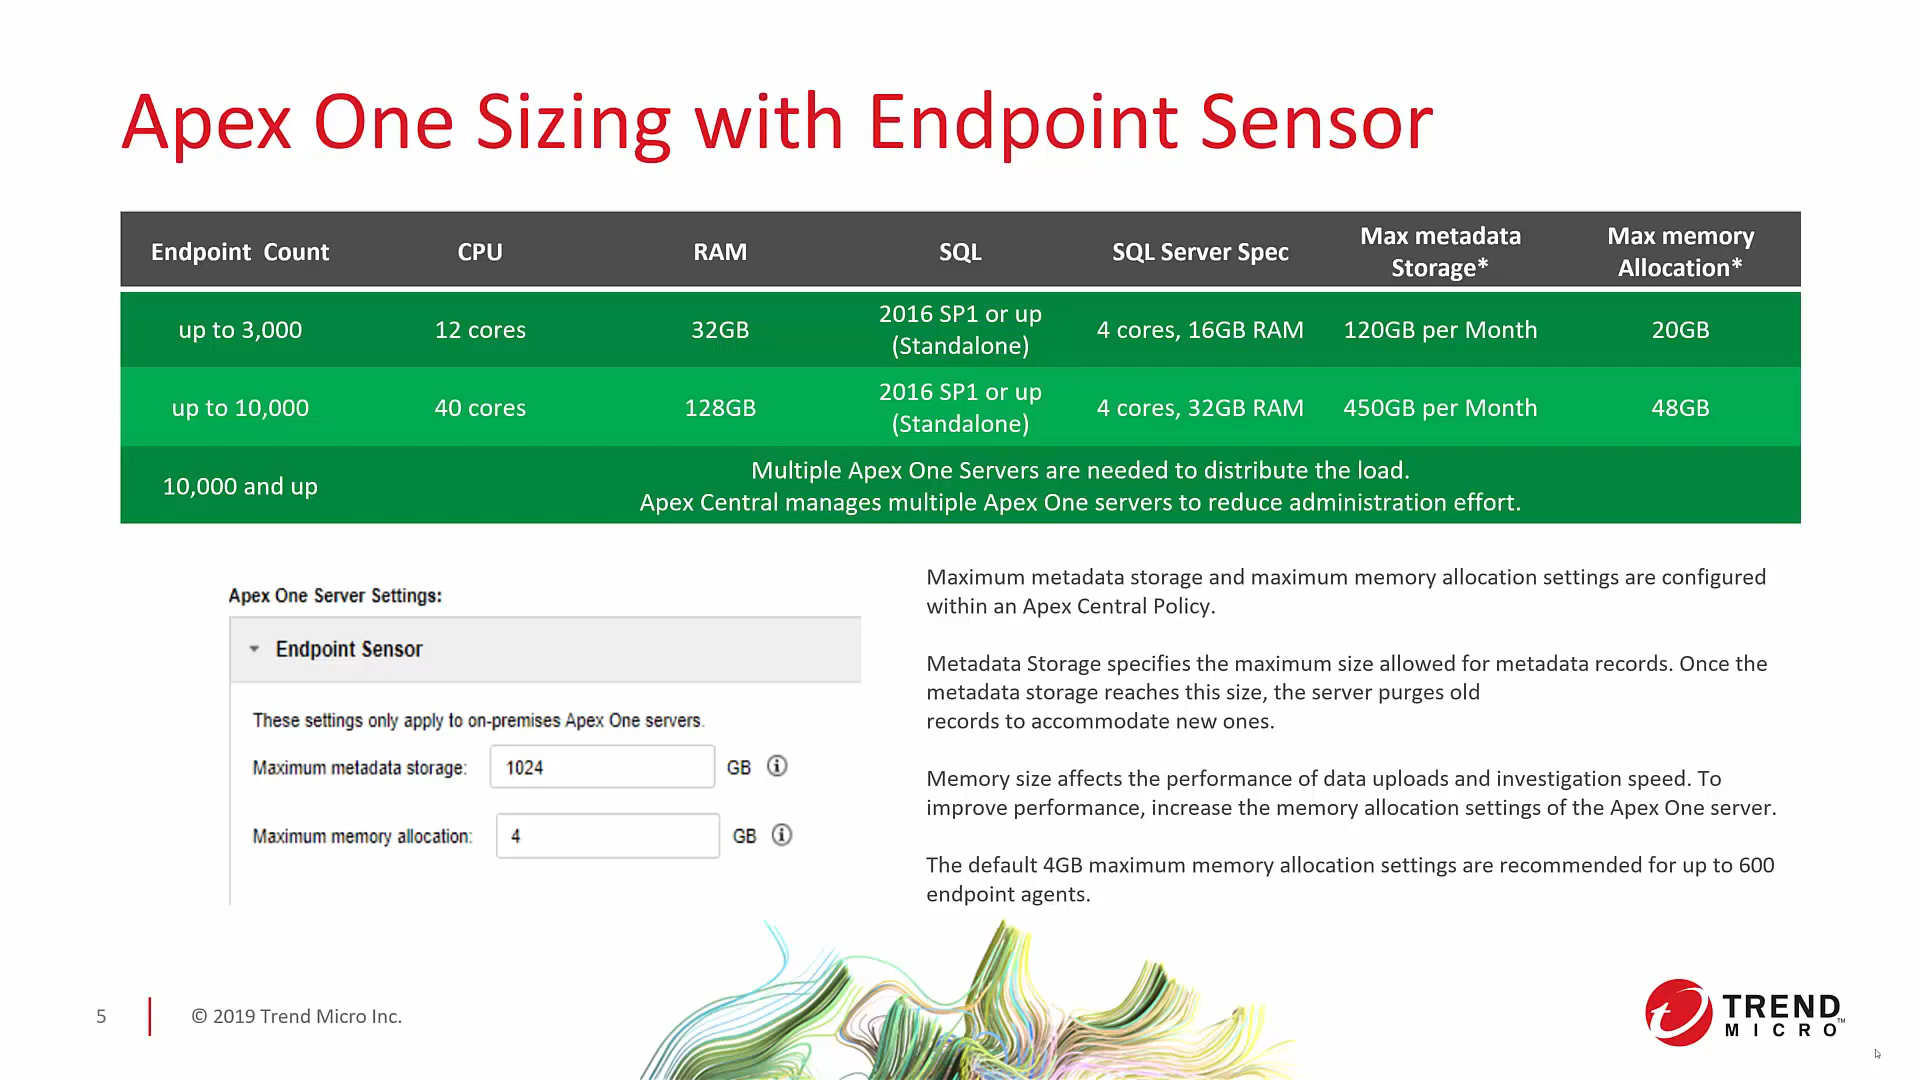 Apex One Sizing with Endpoint Sensor
Endpoint Count CPU RAM SQL SQL Server Spec Max metadata Storage* Max memory Allocation*
up to 3,000 12 cores 32GB 2016 SP1 or up (Standalone) 4 cores, 16GB RAM 120GB per Month 20GB
up to 10,000 40 cores 128GB 2016 SP1 or up (Standalone) 4 cores, 32GB RAM 450GB per Month 48GB
10,000 and up Multiple Apex One Servers are needed to distribute the load.
Apex Central manages multiple Apex One servers to reduce administration effort.
Apex One Server Settings:
Endpoint Sensor
These settings only apply to on-premises Apex One servers.
Maximum metadata storage: 1024 GB
Maximum memory allocation: 4 GB
Maximum metadata storage and maximum memory allocation settings are configured
within an Apex Central Policy.
Metadata Storage specifies the maximum size allowed for metadata records. Once the
metadata storage reaches this size, the server purges old
records to accommodate new ones.
Memory size affects the performance of data uploads and investigation speed. To
improve performance, increase the memory allocation settings of the Apex One server.
The default 4GB maximum memory allocation settings are recommended for up to 600
endpoint agents.
5
© 2019 Trend Micro Inc.
TREND
MICRO™